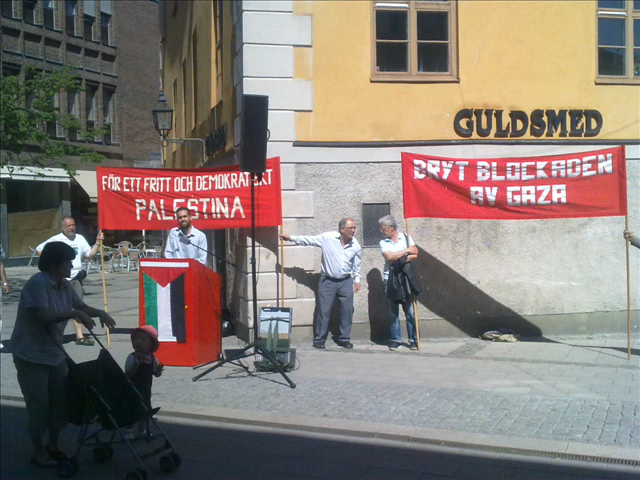 FÖR ETT FRITT OCH DEMOKRATISKT
PALESTINA
GULDSMED
BRYT BLOCKADEN
AV GAZA